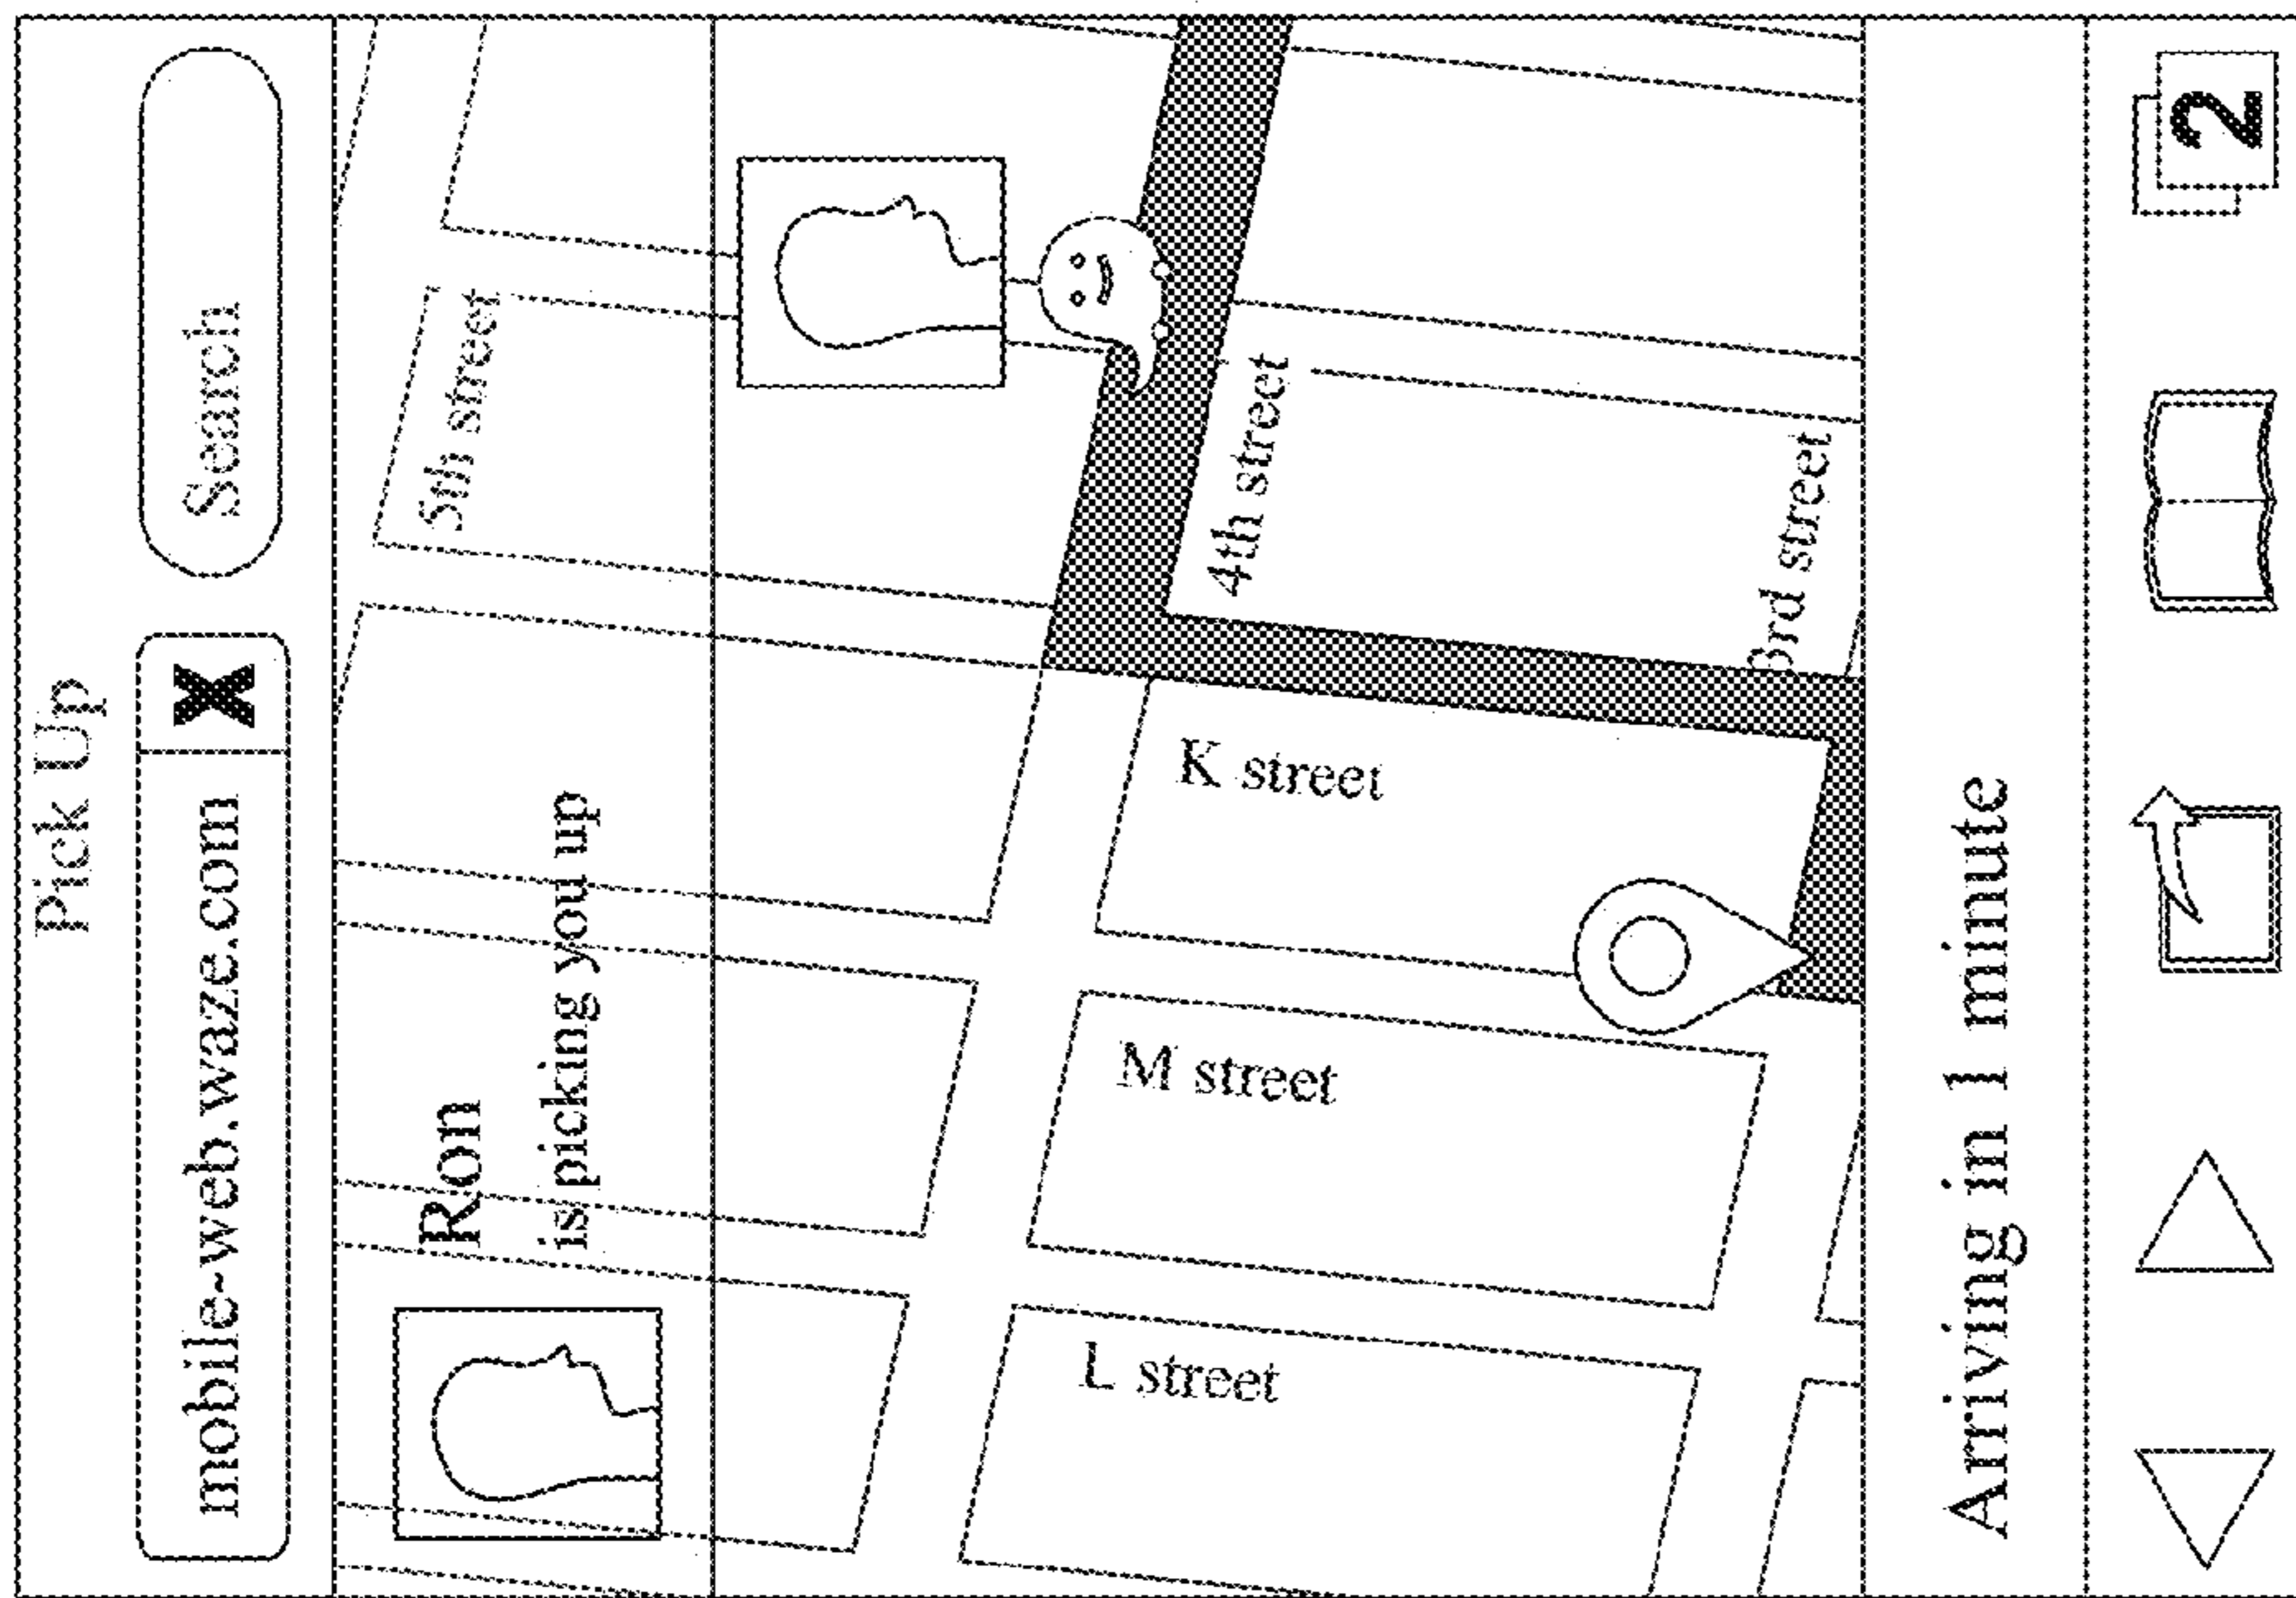 Pick Up
mobile-web.waze.com X Search
Ron
is picking you up
5th street
4th street
3rd street
K street
M street
L street
Arriving in 1 minute
2